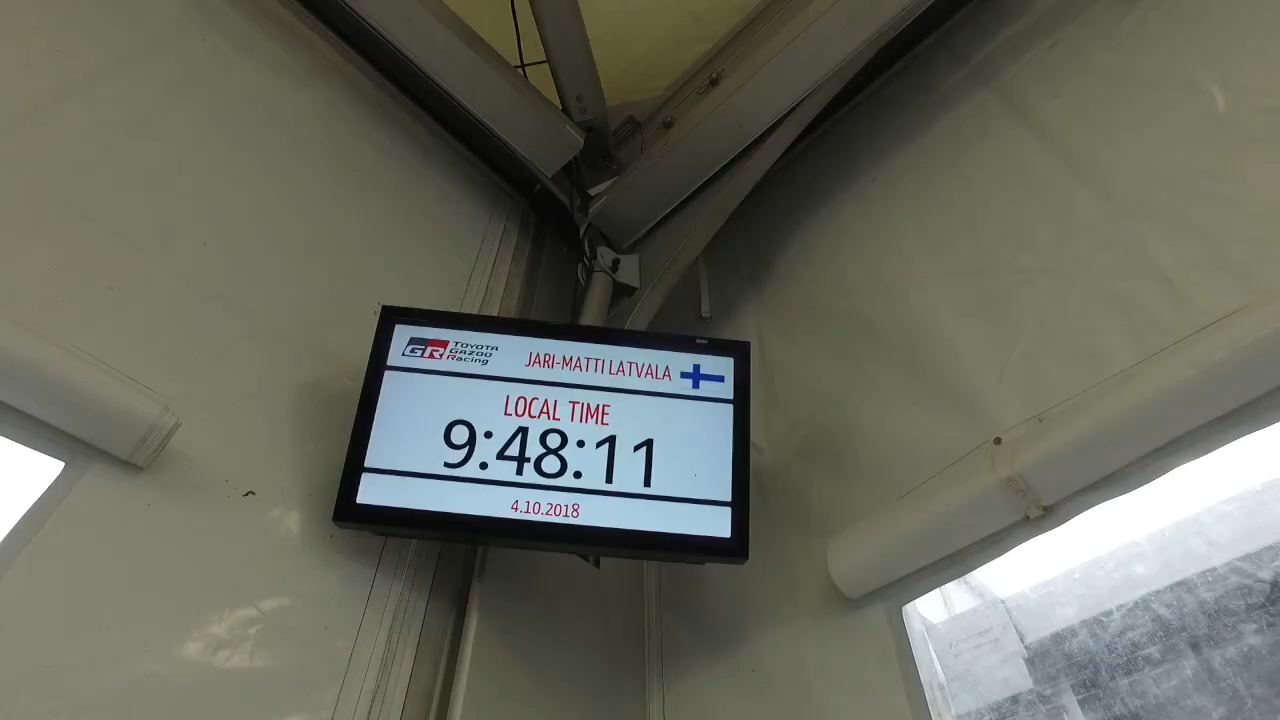 GR TOYOTA
GAZOO
Racing
JARI-MATTI LATVALA
LOCAL TIME
9:48:11
4.10.2018